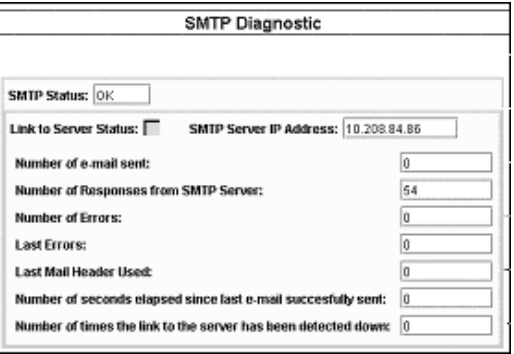 SMTP Diagnostic
SMTP Status: OK
Link to Server Status: SMTP Server IP Address: 10.208.84.86
Number of e-mail sent: 0
Number of Responses from SMTP Server: 54
Number of Errors: 0
Last Errors: 0
Last Mail Header Used: 0
Number of seconds elapsed since last e-mail succesfully sent: 0
Number of times the link to the server has been detected down: 0